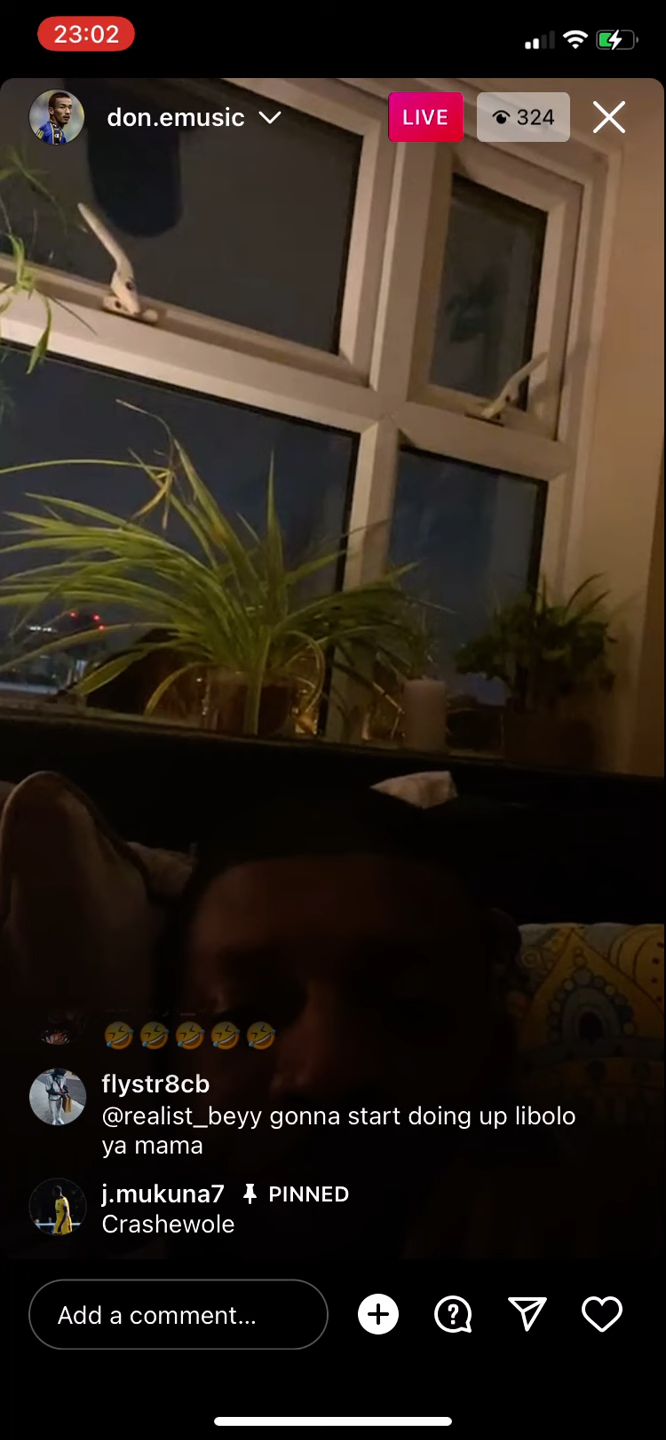 23:02
don.emusic
LIVE
324
🤣🤣🤣🤣🤣
flystr8cb
@realist_beyy gonna start doing up libolo
ya mama
j.mukuna7 PINNED
Crashewole
Add a comment...